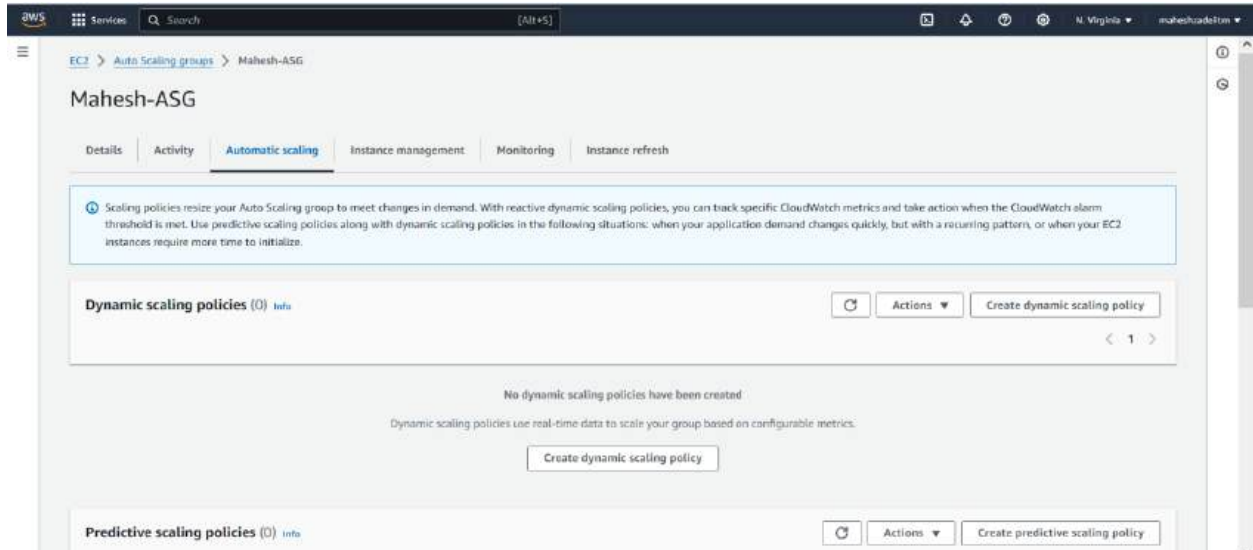 aws Services Search [Alt+S] N. Virginia maheshzadeitm
EC2 > Auto Scaling groups > Mahesh-ASG
Mahesh-ASG
Details Activity Automatic scaling Instance management Monitoring Instance refresh
Scaling policies resize your Auto Scaling group to meet changes in demand. With reactive dynamic scaling policies, you can track specific CloudWatch metrics and take action when the CloudWatch alarm
threshold is met. Use predictive scaling policies along with dynamic scaling policies in the following situations: when your application demand changes quickly, but with a recurring pattern, or when your EC2
instances require more time to initialize.
Dynamic scaling policies (0) Info Actions Create dynamic scaling policy
< 1 >
No dynamic scaling policies have been created
Dynamic scaling policies use real-time data to scale your group based on configurable metrics.
Create dynamic scaling policy
Predictive scaling policies (0) Info Actions Create predictive scaling policy